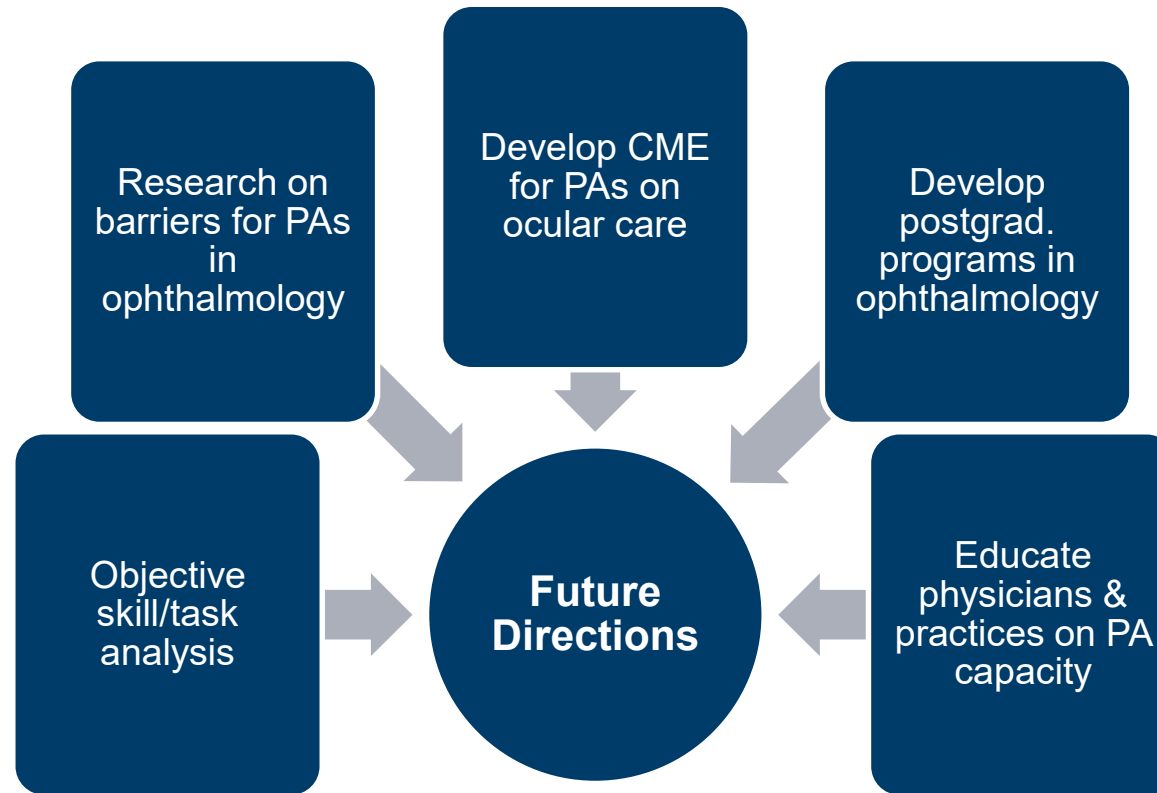 Research on
barriers for PAs
in
ophthalmology
Develop CME
for PAs on
ocular care
Develop
postgrad.
programs in
ophthalmology
Objective
skill/task
analysis
Future
Directions
Educate
physicians &
practices on PA
capacity